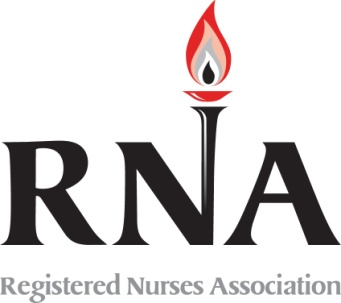 RNA
Registered Nurses Association